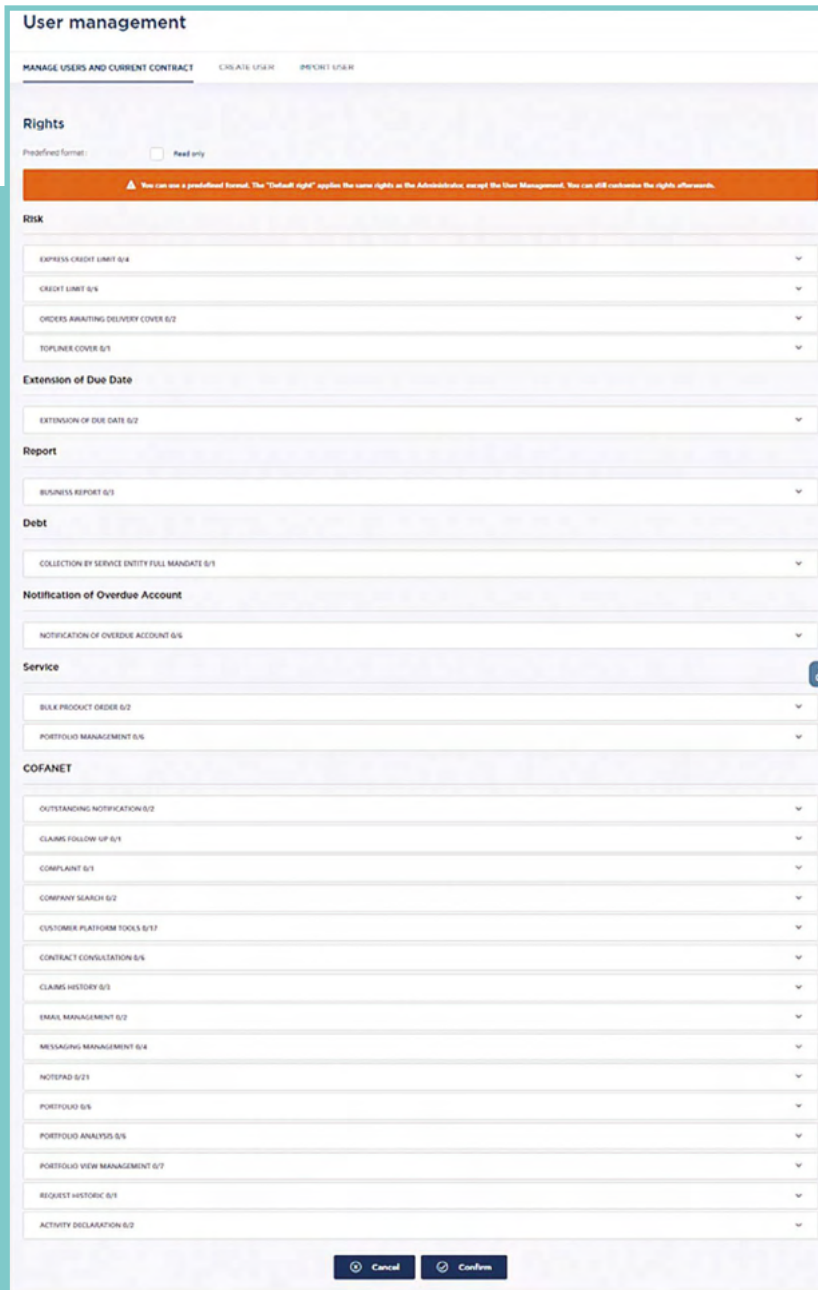 User management
MANAGE USERS AND CURRENT CONTRACT CREATE USER IMPORT USER
Rights
Predefined format: Read only
You can use a predefined format. The "Default right" applies the same rights as the Administrator, except the User Management. You can still customise the rights afterwards.
Risk
EXPRESS CREDIT LIMIT 0/4
CREDIT LIMIT 0/6
ORDERS AWAITING DELIVERY COVER 0/2
TOPLINER COVER 0/1
Extension of Due Date
EXTENSION OF DUE DATE 0/2
Report
BUSINESS REPORT 0/3
Debt
COLLECTION BY SERVICE ENTITY FULL MANDATE 0/1
Notification of Overdue Account
NOTIFICATION OF OVERDUE ACCOUNT 0/6
Service
BULK PRODUCT ORDER 0/2
PORTFOLIO MANAGEMENT 0/6
COFANET
OUTSTANDING NOTIFICATION 0/2
CLAIMS FOLLOW UP 0/1
COMPLAINT 0/1
COMPANY SEARCH 0/2
CUSTOMER PLATFORM TOOLS 0/17
CONTRACT CONSULTATION 0/6
CLAIMS HISTORY 0/3
EMAIL MANAGEMENT 0/2
MESSAGING MANAGEMENT 0/4
NOTEPAD 0/21
PORTFOLIO 0/6
PORTFOLIO ANALYSIS 0/6
PORTFOLIO VIEW MANAGEMENT 0/7
REQUEST HISTORIC 0/1
ACTIVITY DECLARATION 0/2
Cancel Confirm